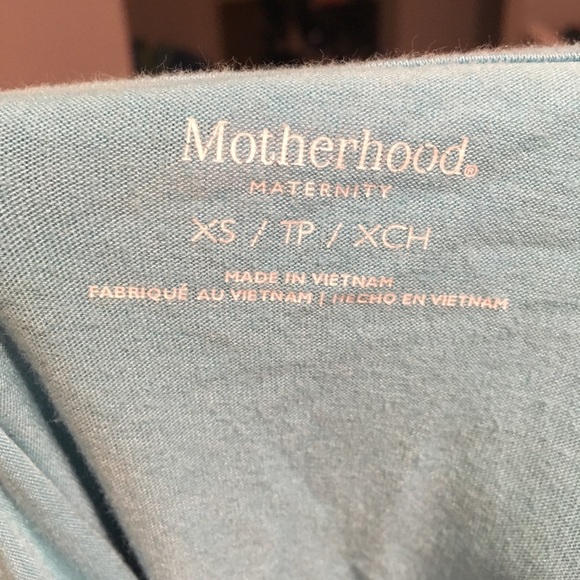 Motherhood®
MATERNITY
XS / TP / XCH
MADE IN VIETNAM
FABRIQUÉ AU VIETNAM | HECHO EN VIETNAM